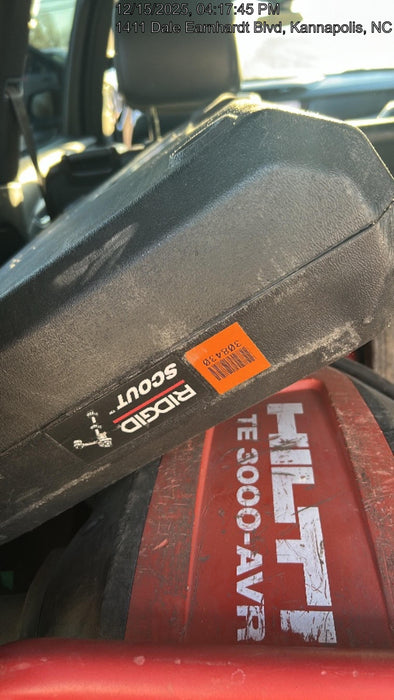 12/15/2025, 04:17:45 PM
1411 Dale Earnhardt Blvd, Kannapolis, NC
308430
RIDGID
SCOUT
HILTI
TE 3000-AVR